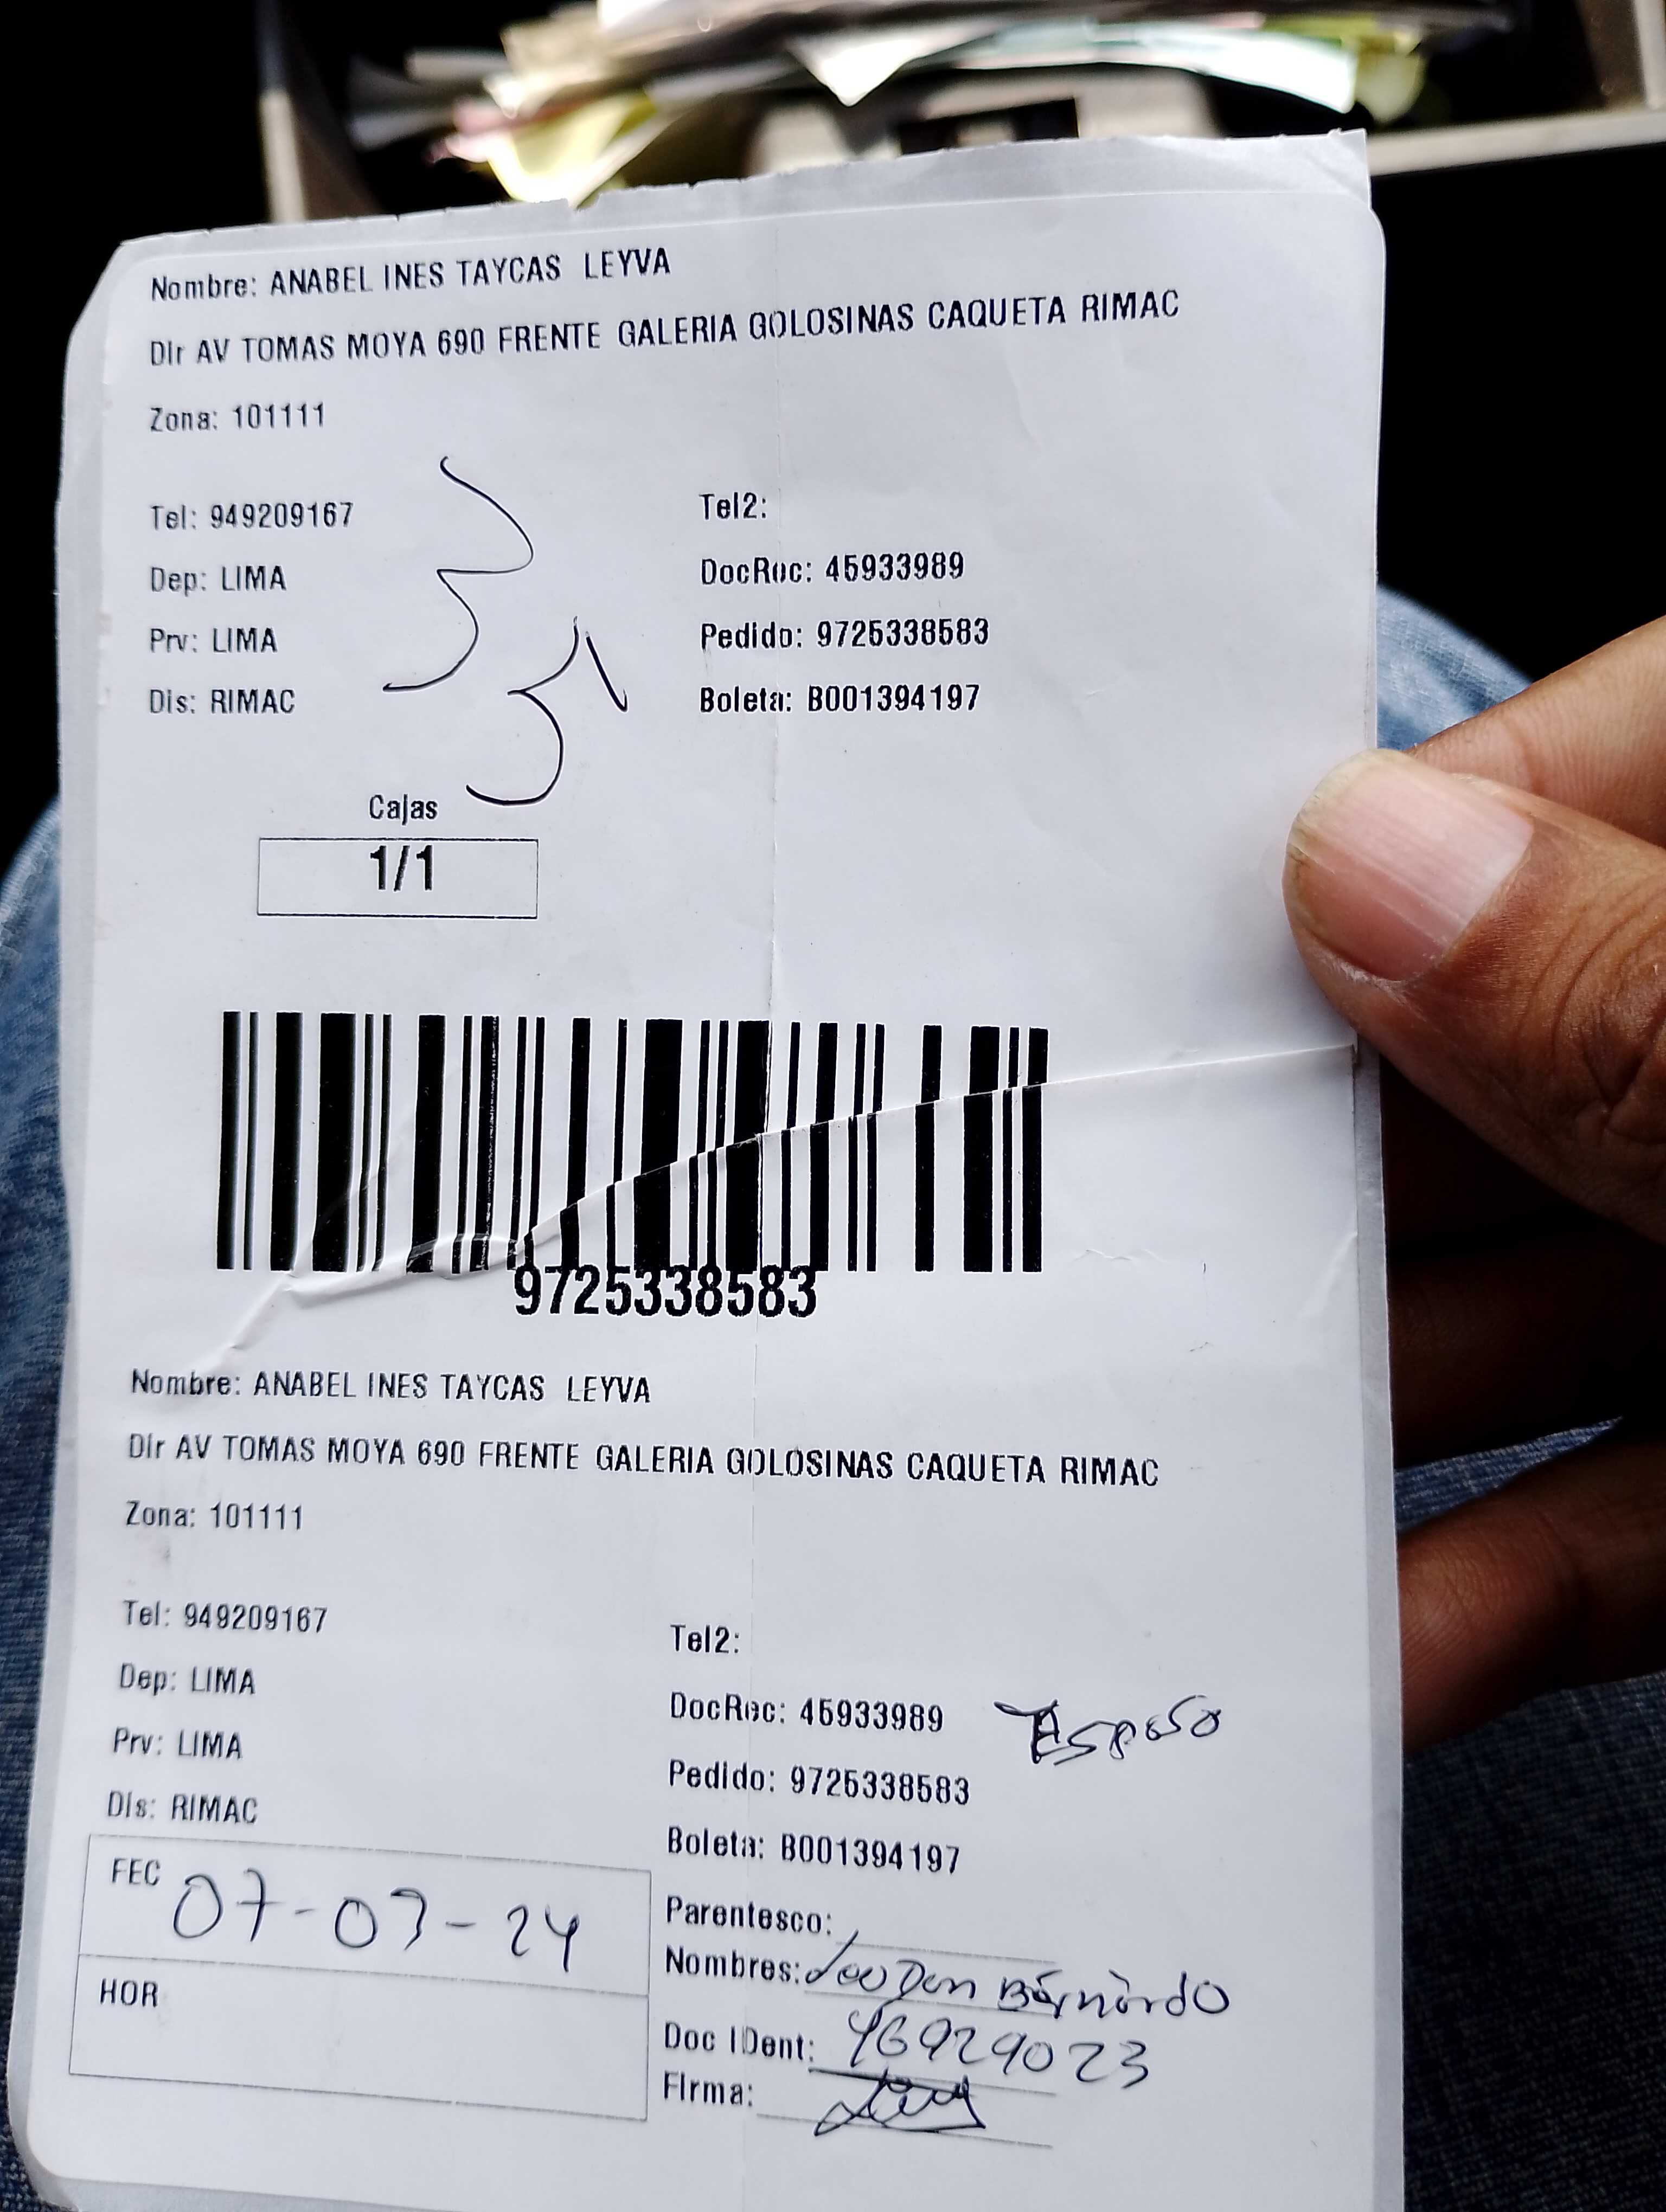 Nombre: ANABEL INES TAYCAS LEYVA
Dir AV TOMAS MOYA 690 FRENTE GALERIA GOLOSINAS CAQUETA RIMAC
Zona: 101111
Tel: 949209167 Tel2:
Dep: LIMA DocRec: 45933989
Prv: LIMA Pedido: 9725338583
Dis: RIMAC Boleta: B001394197
Cajas
1/1
9725338583
Nombre: ANABEL INES TAYCAS LEYVA
Dir AV TOMAS MOYA 690 FRENTE GALERIA GOLOSINAS CAQUETA RIMAC
Zona: 101111
Tel: 949209167 Tel2:
Dep: LIMA DocRec: 45933989 Esposo
Prv: LIMA Pedido: 9725338583
Dis: RIMAC Boleta: B001394197
FEC 07-03-24 Parentesco:
Nombres:
HOR Doc IDent: 46929023
Firma: